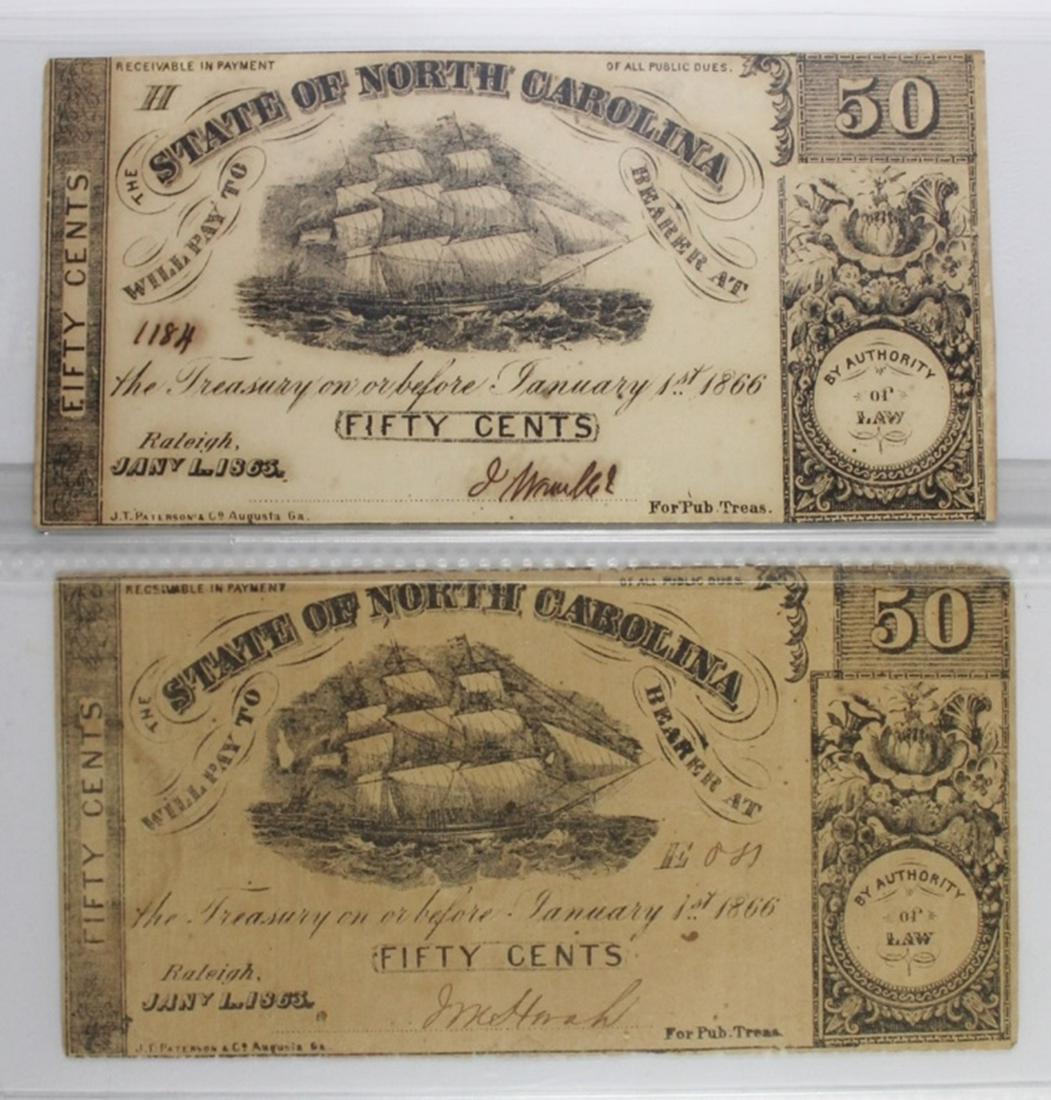 RECEIVABLE IN PAYMENT OF ALL PUBLIC DUES.
H
50
THE STATE OF NORTH CAROLINA
WILL PAY TO BEARER AT
FIFTY CENTS
118
the Treasury on or before January 1st. 1866
FIFTY CENTS
BY AUTHORITY
OF
LAW
Raleigh,
JANY 1. 1863.
For Pub. Treas.
J.T. PATERSON & Co Augusta Ga.
RECEIVABLE IN PAYMENT OF ALL PUBLIC DUES.
50
THE STATE OF NORTH CAROLINA
WILL PAY TO BEARER AT
FIFTY CENTS
the Treasury on or before January 1st. 1866
FIFTY CENTS
BY AUTHORITY
OF
LAW
Raleigh,
JANY 1. 1863.
For Pub. Treas.
J.T. PATERSON & Co Augusta Ga.